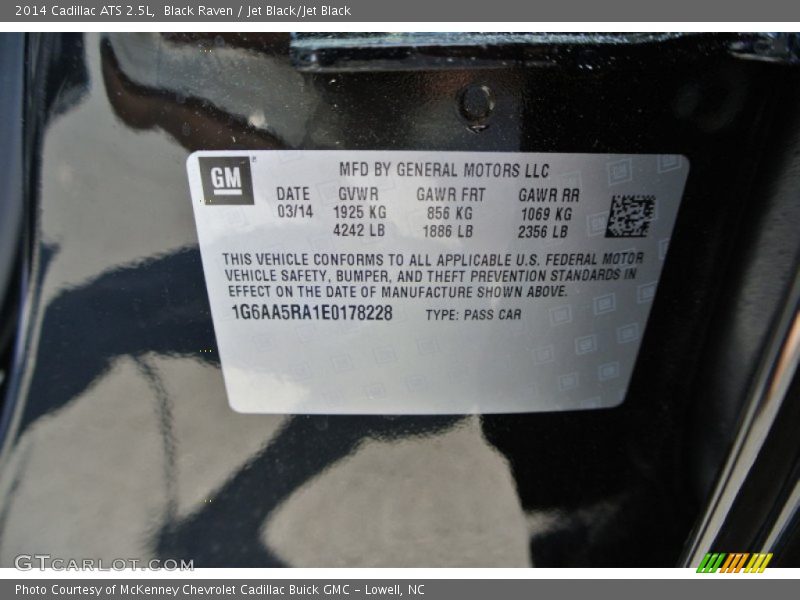 2014 Cadillac ATS 2.5L, Black Raven / Jet Black/Jet Black
GM
MFD BY GENERAL MOTORS LLC
DATE GVWR GAWR FRT GAWR RR
03/14 1925 KG 856 KG 1069 KG
4242 LB 1886 LB 2356 LB
THIS VEHICLE CONFORMS TO ALL APPLICABLE U.S. FEDERAL MOTOR
VEHICLE SAFETY, BUMPER, AND THEFT PREVENTION STANDARDS IN
EFFECT ON THE DATE OF MANUFACTURE SHOWN ABOVE.
1G6AA5RA1E0178228 TYPE: PASS CAR
GTCARLOT.COM
Photo Courtesy of McKenney Chevrolet Cadillac Buick GMC - Lowell, NC